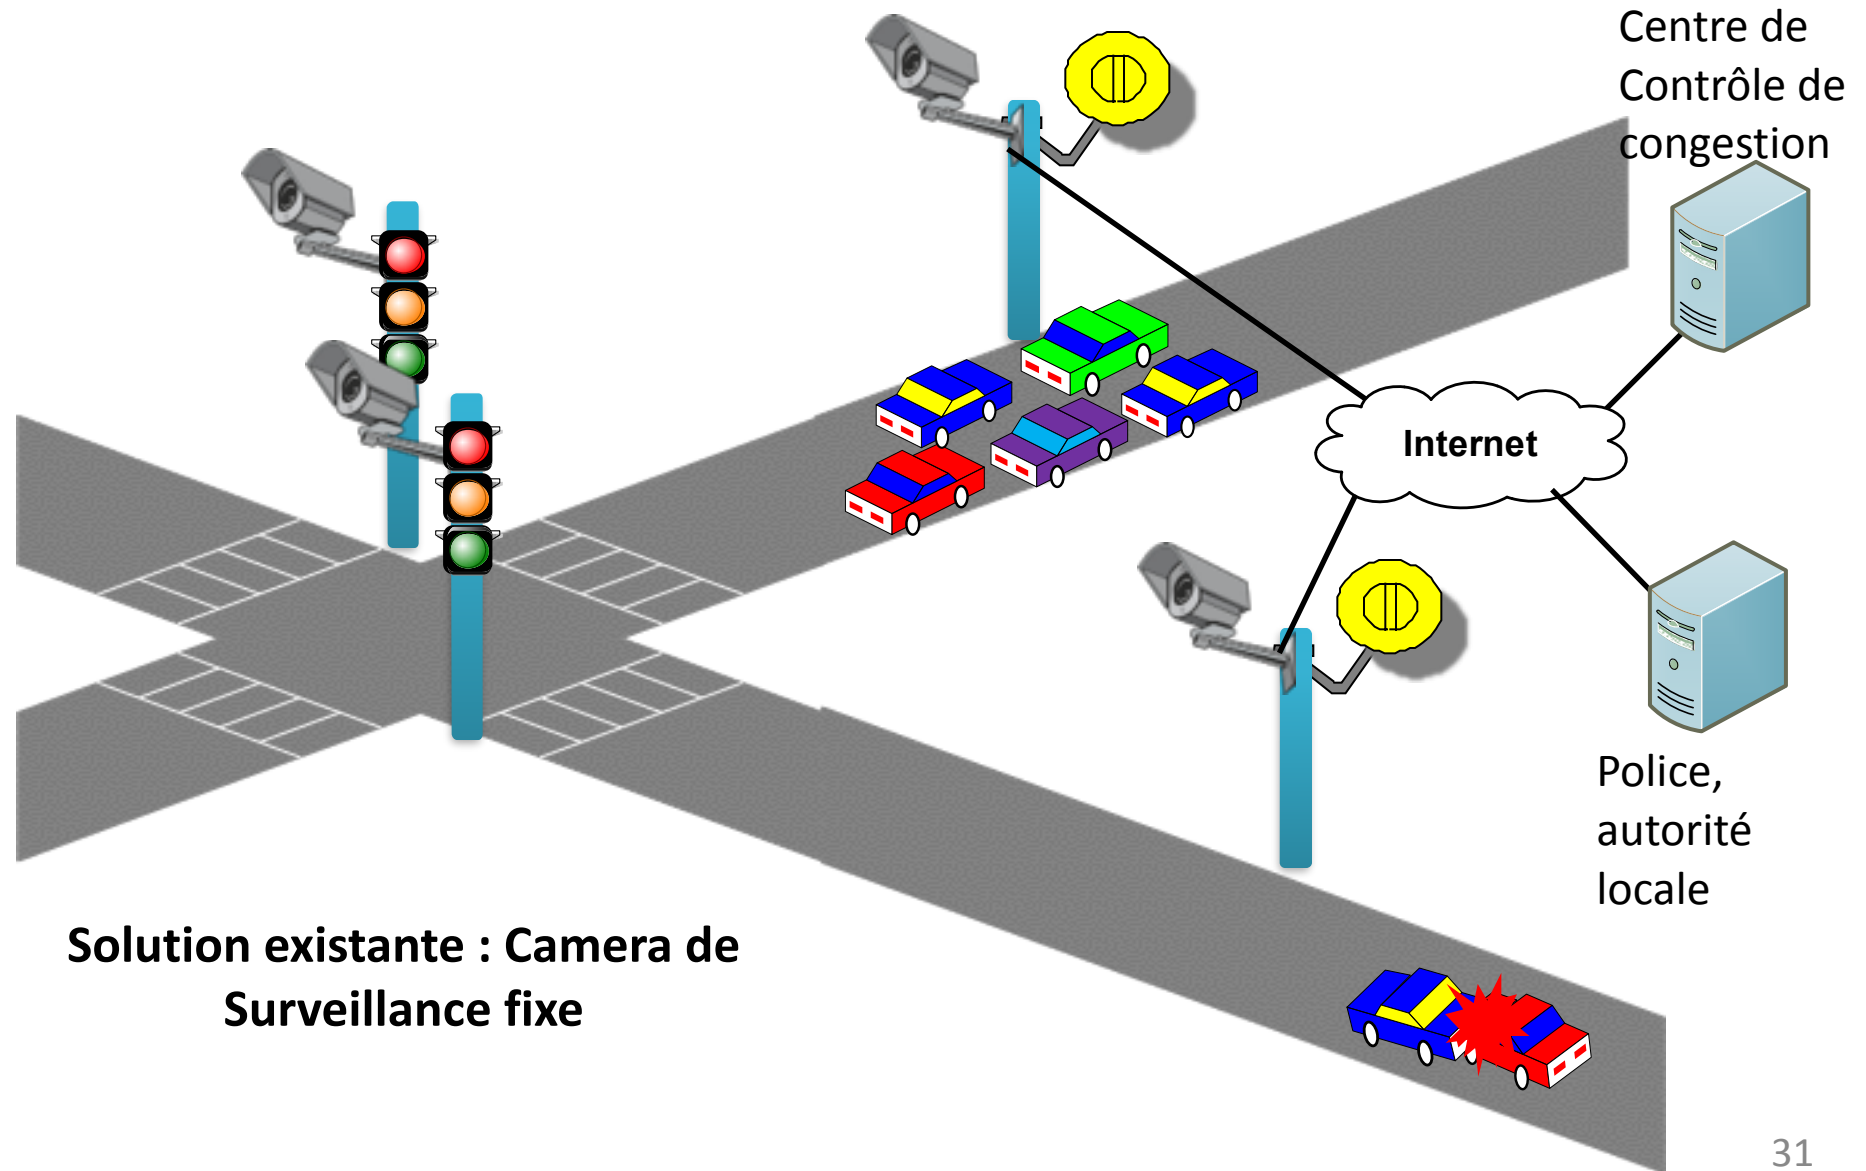 Centre de
Contrôle de
congestion
Internet
Police,
autorité
locale
Solution existante : Camera de
Surveillance fixe
31